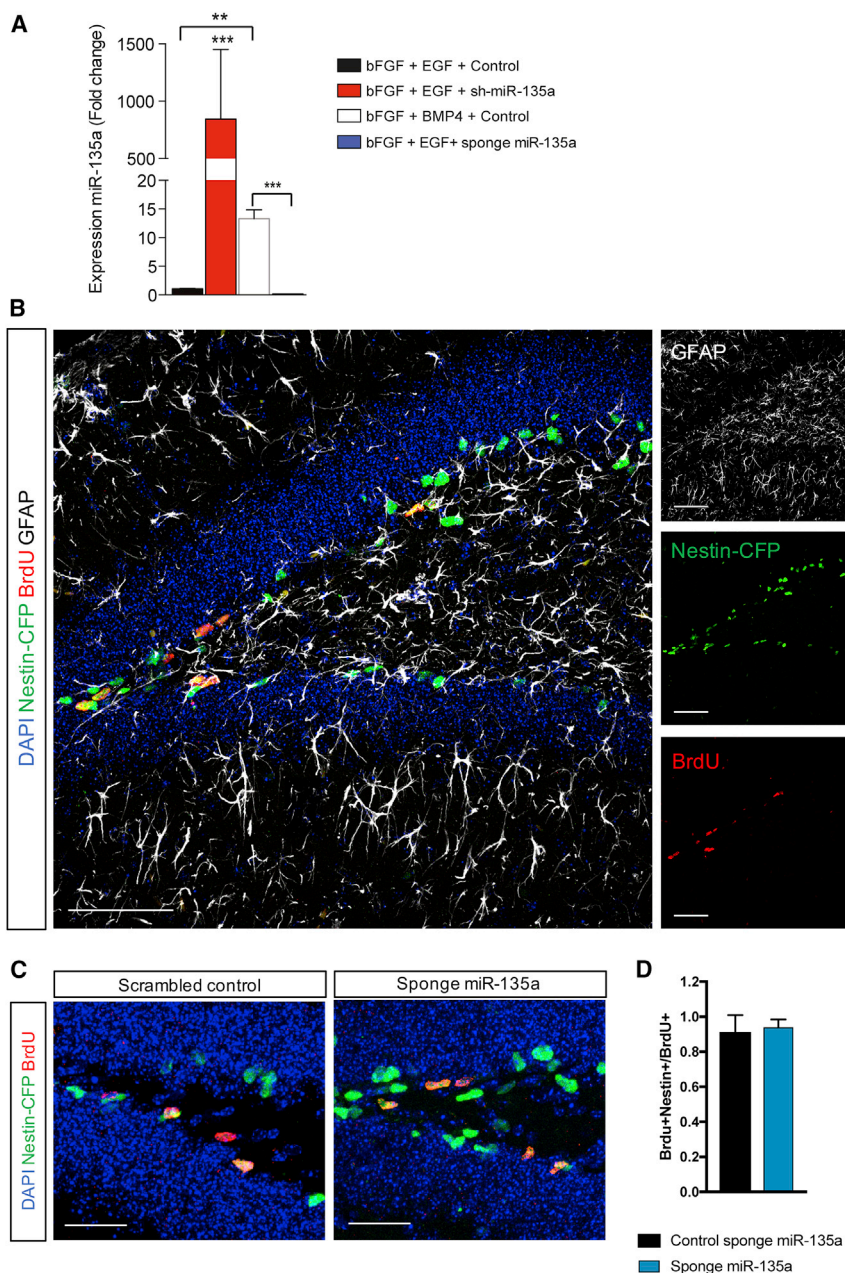 A
**
***
***
1500
1000
500
20
15
10
5
0
Expression miR-135a (Fold change)
bFGF + EGF + Control
bFGF + EGF + sh-miR-135a
bFGF + BMP4 + Control
bFGF + EGF+ sponge miR-135a
B
DAPI Nestin-CFP BrdU GFAP
GFAP
Nestin-CFP
BrdU
C
Scrambled control
Sponge miR-135a
DAPI Nestin-CFP BrdU
D
1.2
1.0
0.8
0.6
0.4
0.2
0.0
Brdu+Nestin+/BrdU+
Control sponge miR-135a
Sponge miR-135a